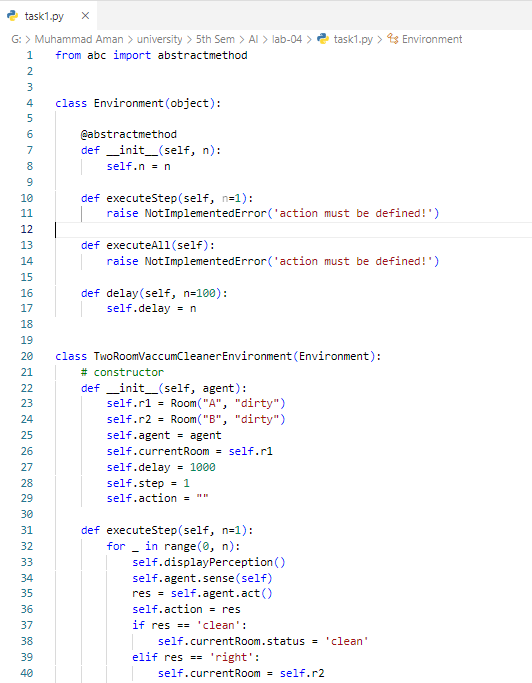 task1.py
G: > Muhammad Aman > university > 5th Sem > AI > lab-04 > task1.py > Environment
1 from abc import abstractmethod
2
3
4 class Environment(object):
5
6     @abstractmethod
7     def __init__(self, n):
8         self.n = n
9
10     def executeStep(self, n=1):
11         raise NotImplementedError('action must be defined!')
12
13     def executeAll(self):
14         raise NotImplementedError('action must be defined!')
15
16     def delay(self, n=100):
17         self.delay = n
18
19
20 class TwoRoomVaccumCleanerEnvironment(Environment):
21     # constructor
22     def __init__(self, agent):
23         self.r1 = Room("A", "dirty")
24         self.r2 = Room("B", "dirty")
25         self.agent = agent
26         self.currentRoom = self.r1
27         self.delay = 1000
28         self.step = 1
29         self.action = ""
30
31     def executeStep(self, n=1):
32         for _ in range(0, n):
33             self.displayPerception()
34             self.agent.sense(self)
35             res = self.agent.act()
36             self.action = res
37             if res == 'clean':
38                 self.currentRoom.status = 'clean'
39             elif res == 'right':
40                 self.currentRoom = self.r2